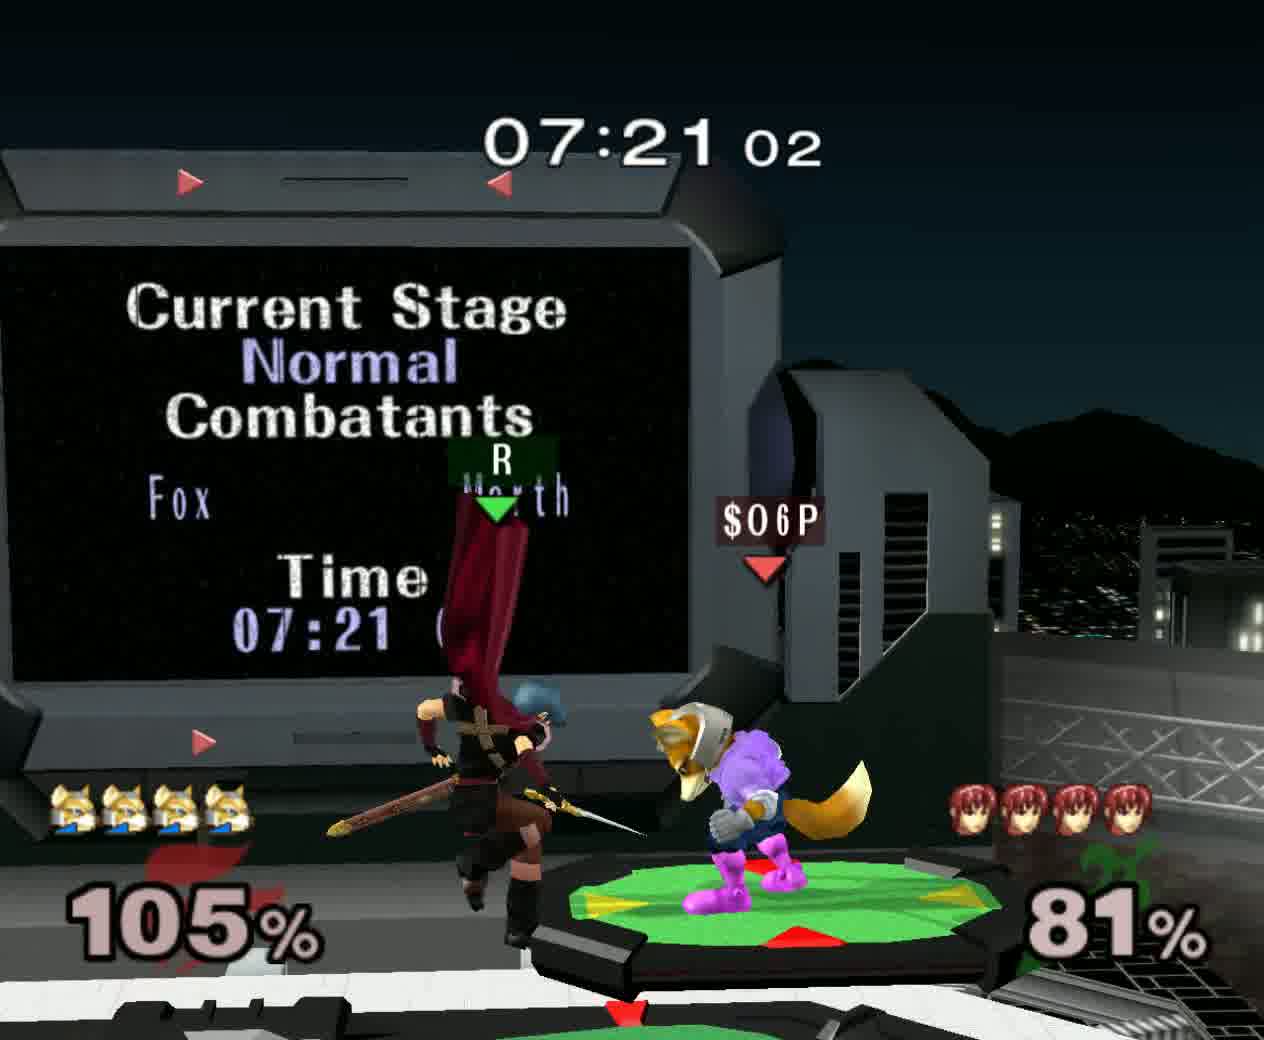 07:21 02
Current Stage
Normal
Combatants
R
Fox
$06P
Time
07:21
105%
81%